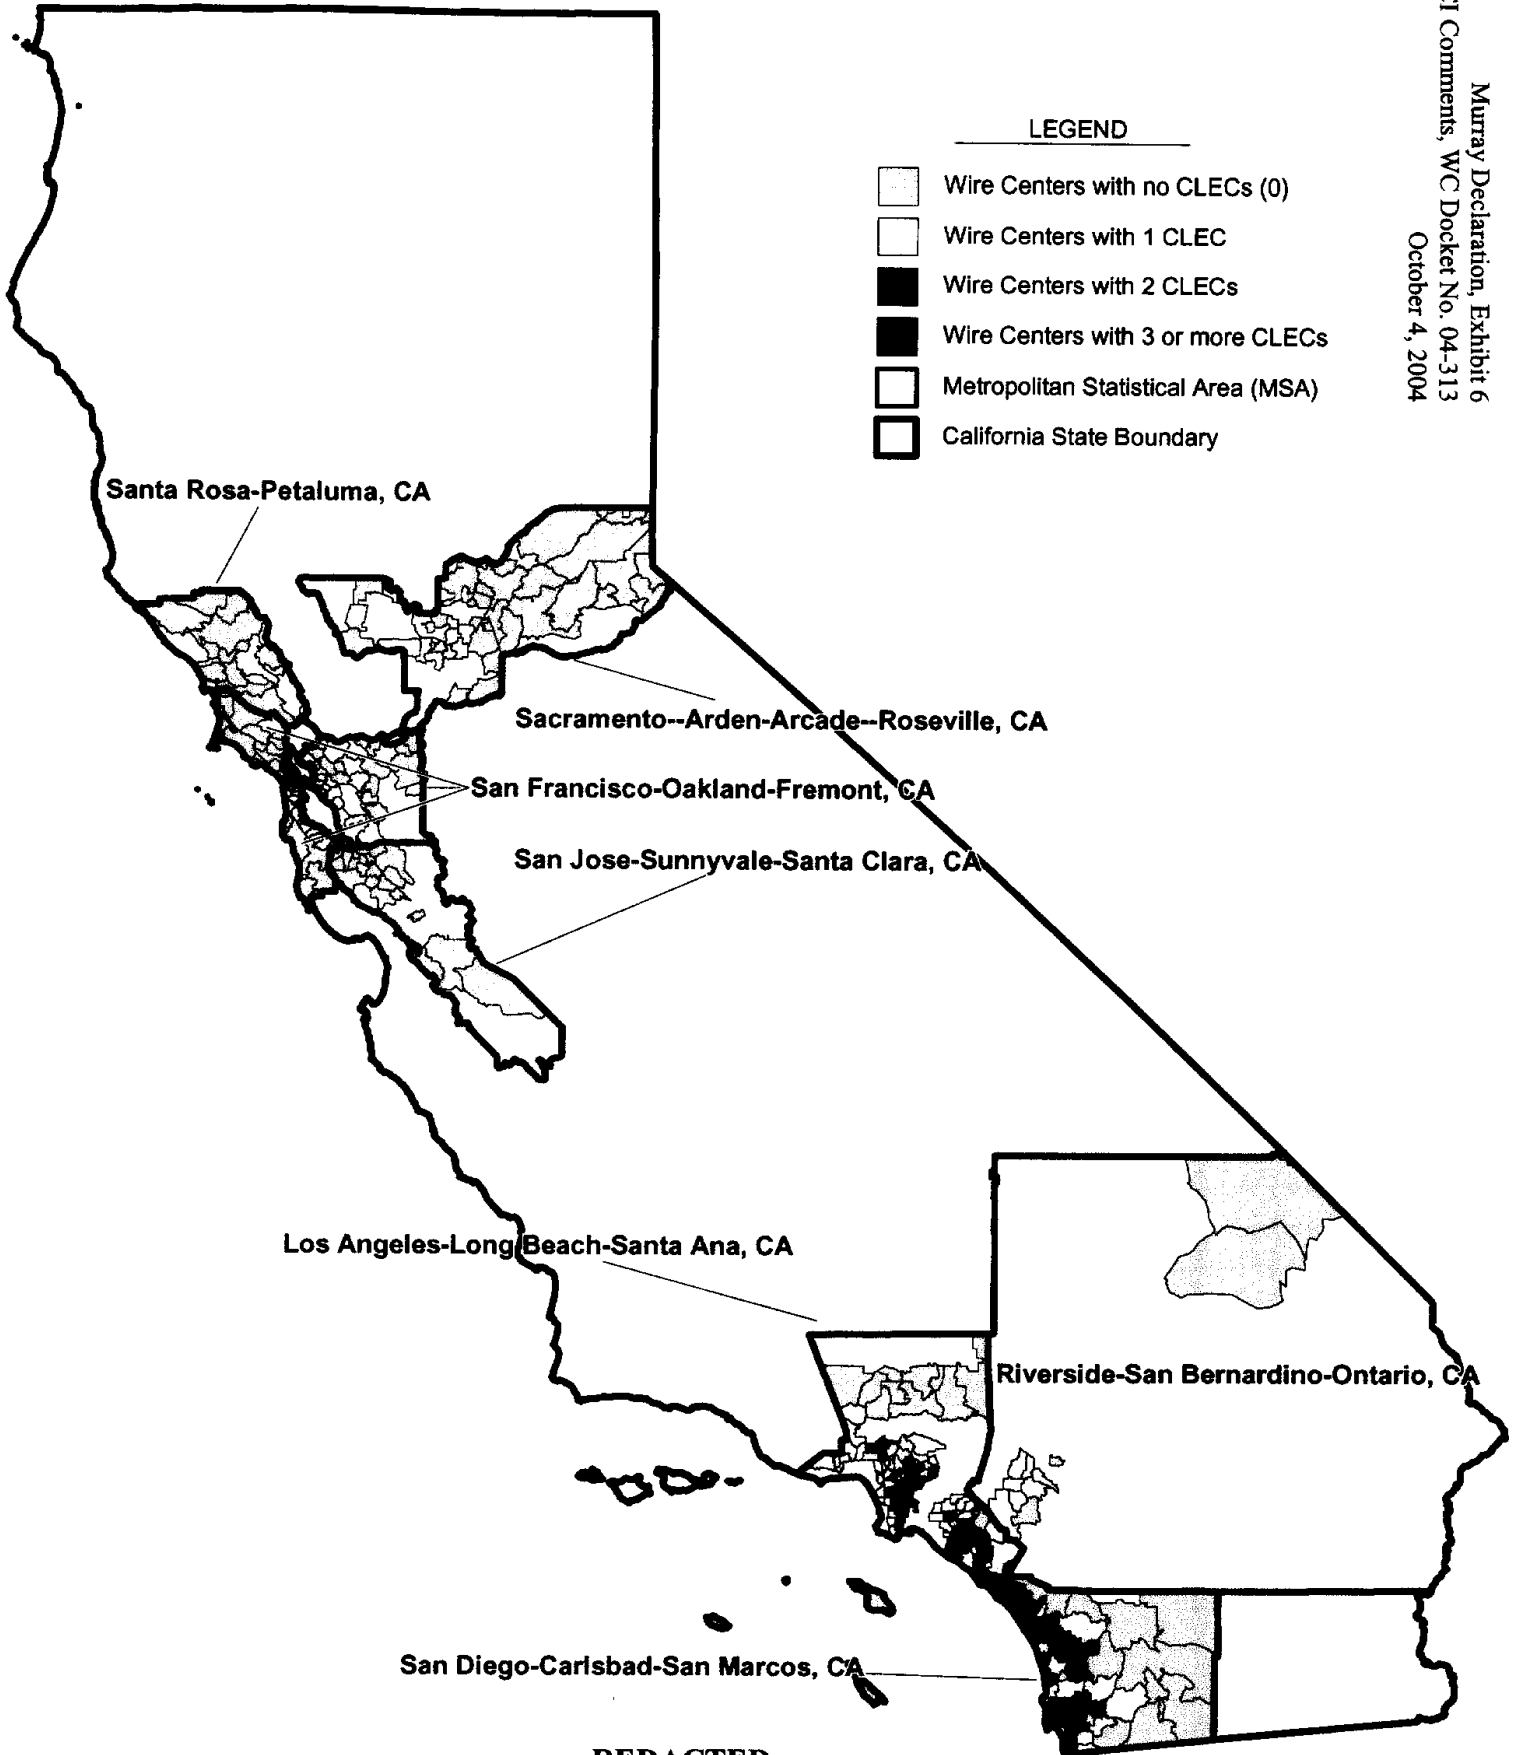 Murray Declaration, Exhibit 6
Comments, WC Docket No. 04-313
October 4, 2004
LEGEND
Wire Centers with no CLECs (0)
Wire Centers with 1 CLEC
Wire Centers with 2 CLECs
Wire Centers with 3 or more CLECs
Metropolitan Statistical Area (MSA)
California State Boundary
Santa Rosa-Petaluma, CA
Sacramento--Arden-Arcade--Roseville, CA
San Francisco-Oakland-Fremont, CA
San Jose-Sunnyvale-Santa Clara, CA
Los Angeles-Long Beach-Santa Ana, CA
Riverside-San Bernardino-Ontario, CA
San Diego-Carlsbad-San Marcos, CA